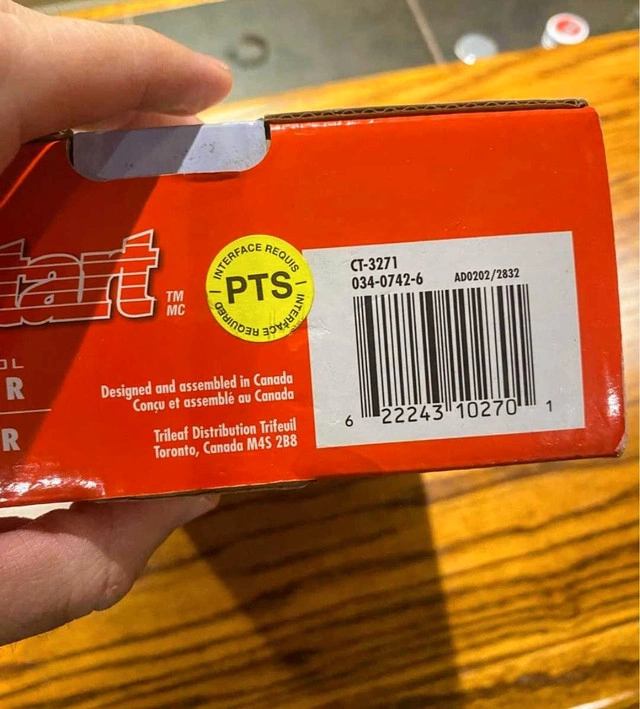 tart
TM
MC
OL
R
R
INTERFACE REQUIS
PTS
INTERFACE REQUIRED
Designed and assembled in Canada
Conçu et assemblé au Canada
Trileaf Distribution Trifeuil
Toronto, Canada M4S 2B8
CT-3271
034-0742-6 AD0202/2832
6 22243 10270 1